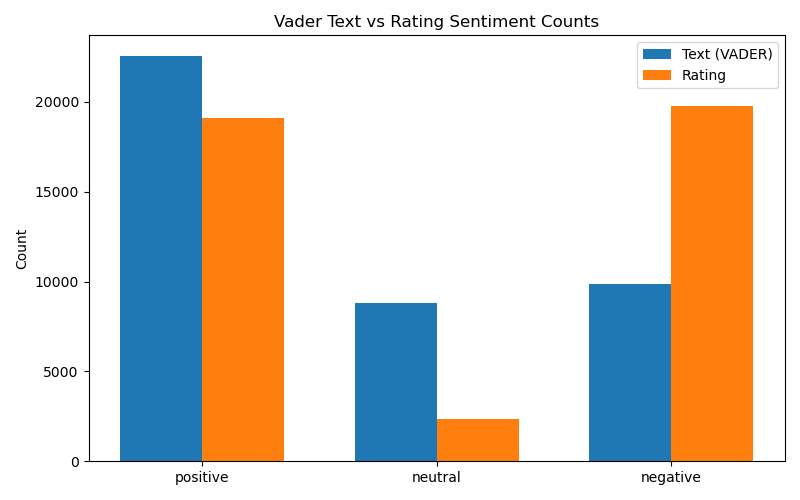 Vader Text vs Rating Sentiment Counts
Text (VADER)
Rating
Count
20000
15000
10000
5000
0
positive
neutral
negative